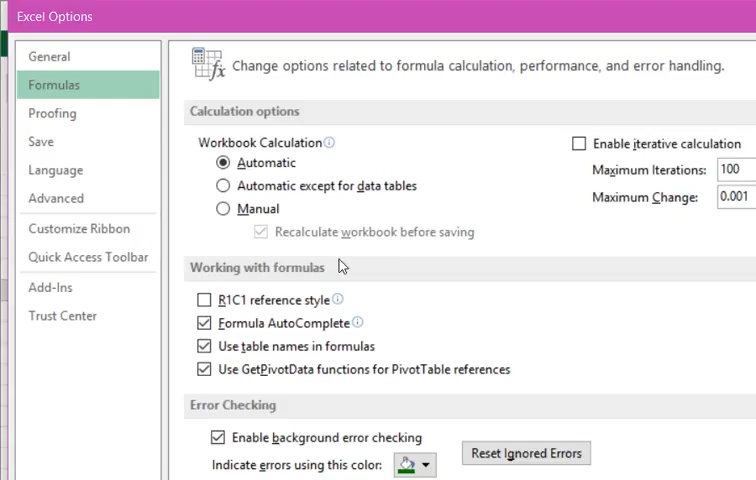 Excel Options
General
Formulas
Proofing
Save
Language
Advanced
Customize Ribbon
Quick Access Toolbar
Add-Ins
Trust Center
Change options related to formula calculation, performance, and error handling.
Calculation options
Workbook Calculation
Automatic
Automatic except for data tables
Manual
Recalculate workbook before saving
Enable iterative calculation
Maximum Iterations: 100
Maximum Change: 0.001
Working with formulas
R1C1 reference style
Formula AutoComplete
Use table names in formulas
Use GetPivotData functions for PivotTable references
Error Checking
Enable background error checking
Indicate errors using this color:
Reset Ignored Errors